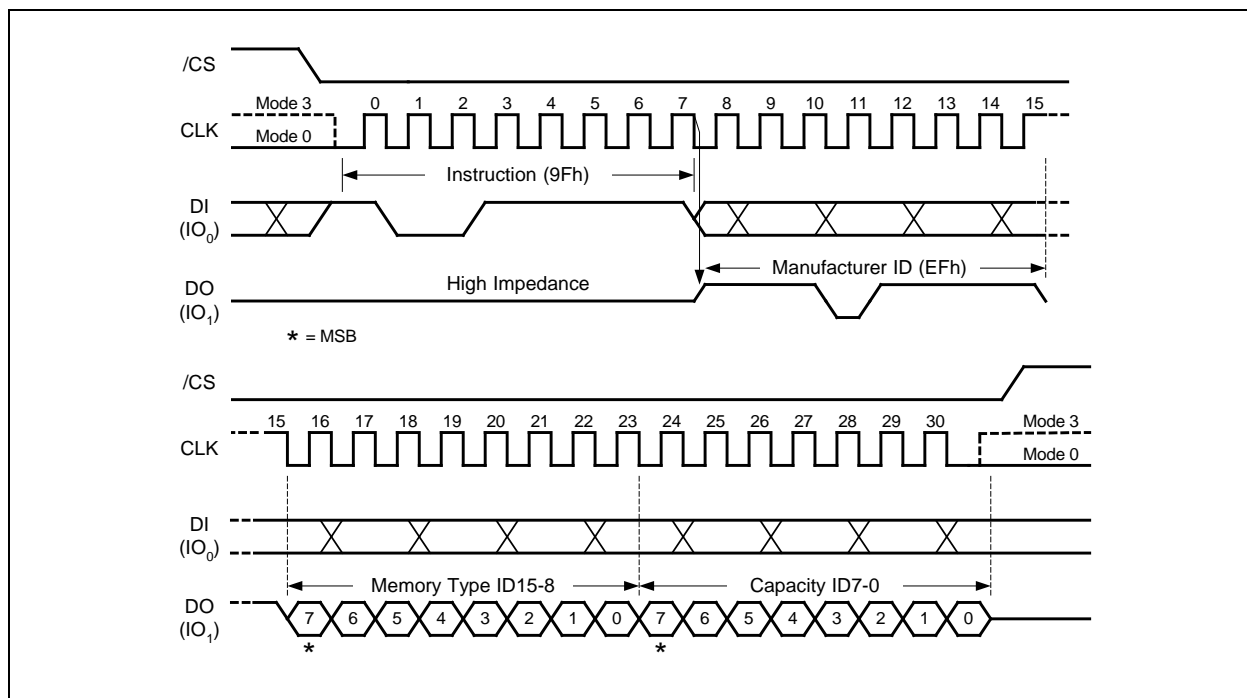 /CS
Mode 3 0 1 2 3 4 5 6 7 8 9 10 11 12 13 14 15
CLK
Mode 0
Instruction (9Fh)
DI
(IO0)
Manufacturer ID (EFh)
High Impedance
DO
(IO1)
* = MSB
/CS
15 16 17 18 19 20 21 22 23 24 25 26 27 28 29 30 Mode 3
CLK
Mode 0
DI
(IO0)
Memory Type ID15-8 Capacity ID7-0
DO
(IO1)
7 6 5 4 3 2 1 0 7 6 5 4 3 2 1 0
* *